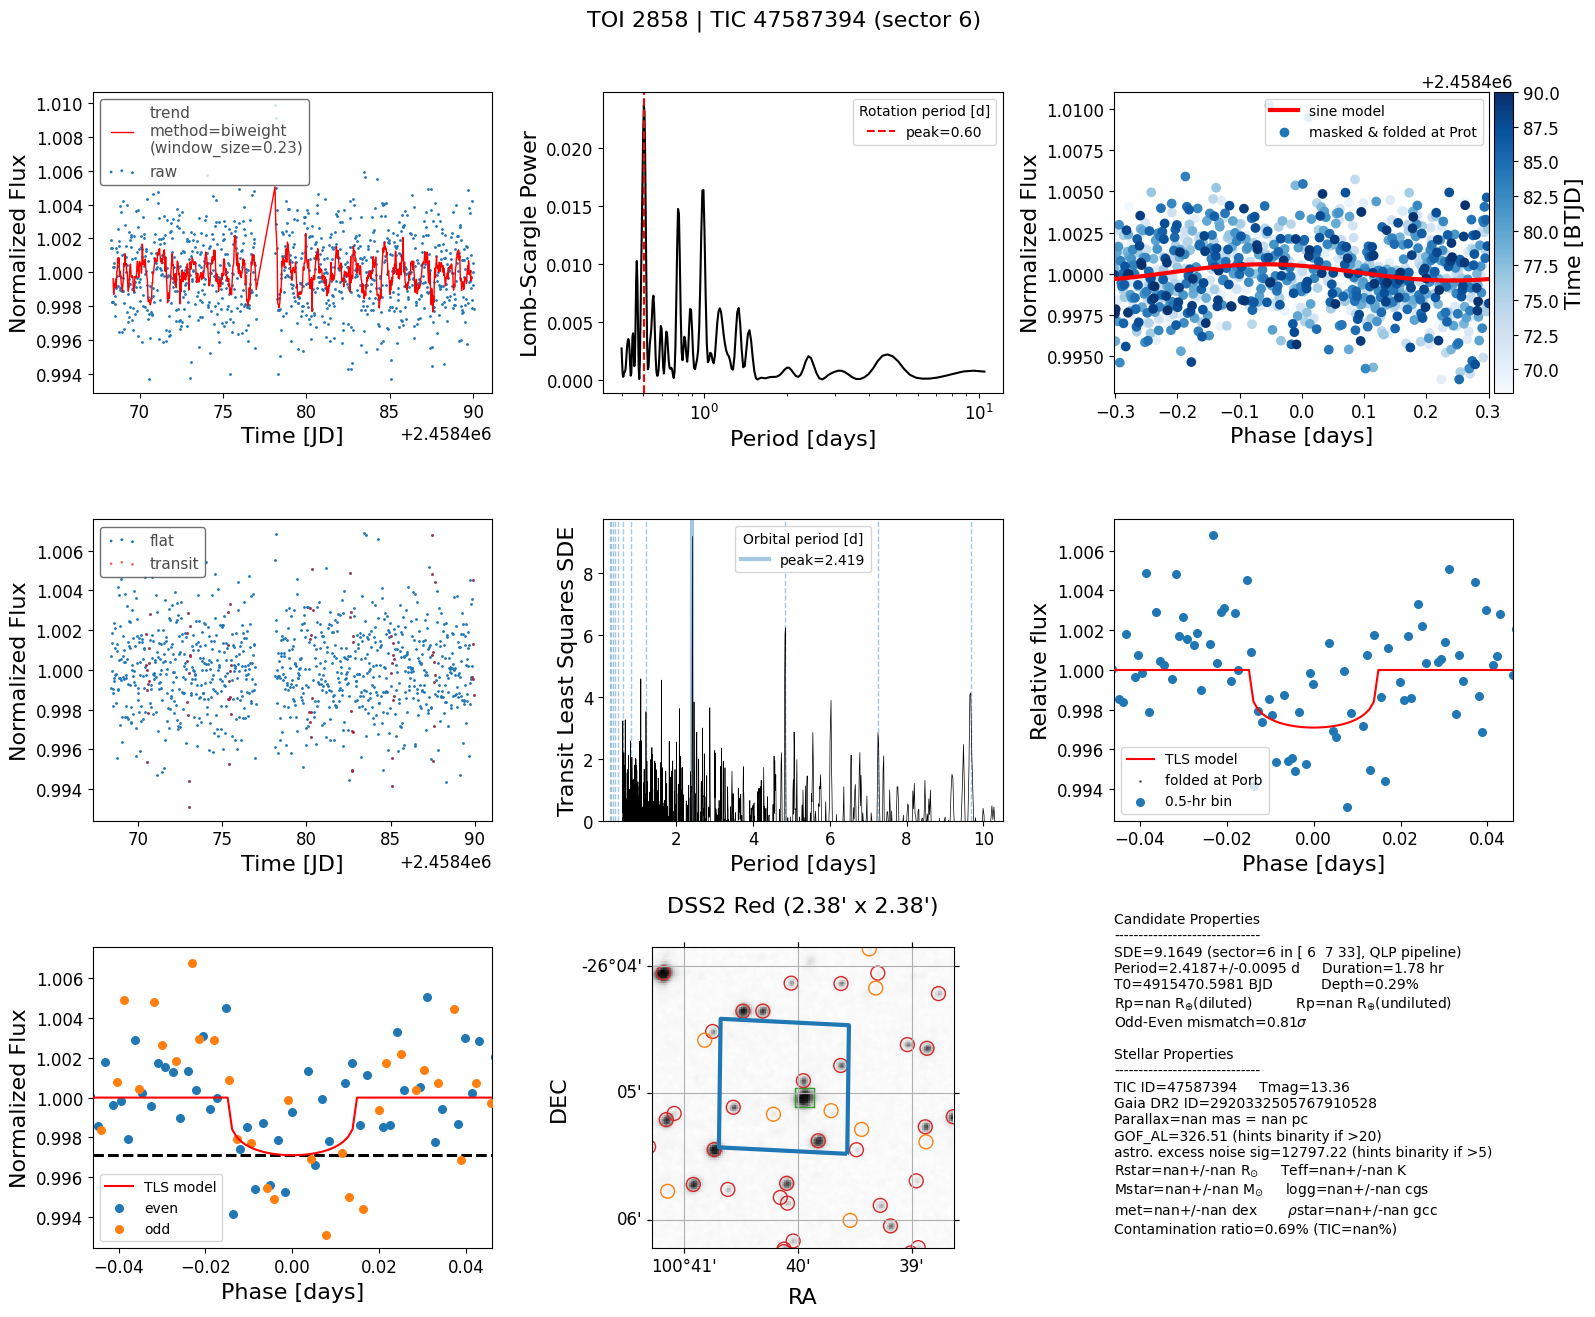 TOI 2858 | TIC 47587394 (sector 6)
Normalized Flux
1.010
1.008
1.006
1.004
1.002
1.000
0.998
0.996
0.994
trend
method=biweight
(window_size=0.23)
raw
70
75
80
85
90
Time [JD]
+2.4584e6
Lomb-Scargle Power
0.020
0.015
0.010
0.005
0.000
Rotation period [d]
peak=0.60
10⁰
10¹
Period [days]
Normalized Flux
1.0100
1.0075
1.0050
1.0025
1.0000
0.9975
0.9950
sine model
masked & folded at Prot
−0.3
−0.2
−0.1
0.0
0.1
0.2
0.3
Phase [days]
+2.4584e6
90.0
87.5
85.0
82.5
80.0
77.5
75.0
72.5
70.0
Time [BTJD]
Normalized Flux
1.006
1.004
1.002
1.000
0.998
0.996
0.994
flat
transit
70
75
80
85
90
Time [JD]
+2.4584e6
Transit Least Squares SDE
8
6
4
2
0
Orbital period [d]
peak=2.419
2
4
6
8
10
Period [days]
Relative flux
1.006
1.004
1.002
1.000
0.998
0.996
0.994
TLS model
folded at Porb
0.5-hr bin
−0.04
−0.02
0.00
0.02
0.04
Phase [days]
Normalized Flux
1.006
1.004
1.002
1.000
0.998
0.996
0.994
TLS model
even
odd
−0.04
−0.02
0.00
0.02
0.04
Phase [days]
DSS2 Red (2.38' x 2.38')
DEC
-26°04'
05'
06'
100°41'
40'
39'
RA
Candidate Properties
------------------------------
SDE=9.1649 (sector=6 in [ 6  7 33], QLP pipeline)
Period=2.4187+/-0.0095 d     Duration=1.78 hr
T0=4915470.5981 BJD     Depth=0.29%
Rp=nan R⊕(diluted)     Rp=nan R⊕(undiluted)
Odd-Even mismatch=0.81σ
Stellar Properties
------------------------------
TIC ID=47587394     Tmag=13.36
Gaia DR2 ID=2920332505767910528
Parallax=nan mas = nan pc
GOF_AL=326.51 (hints binarity if >20)
astro. excess noise sig=12797.22 (hints binarity if >5)
Rstar=nan+/-nan R⊙     Teff=nan+/-nan K
Mstar=nan+/-nan M⊙     logg=nan+/-nan cgs
met=nan+/-nan dex     ρstar=nan+/-nan gcc
Contamination ratio=0.69% (TIC=nan%)